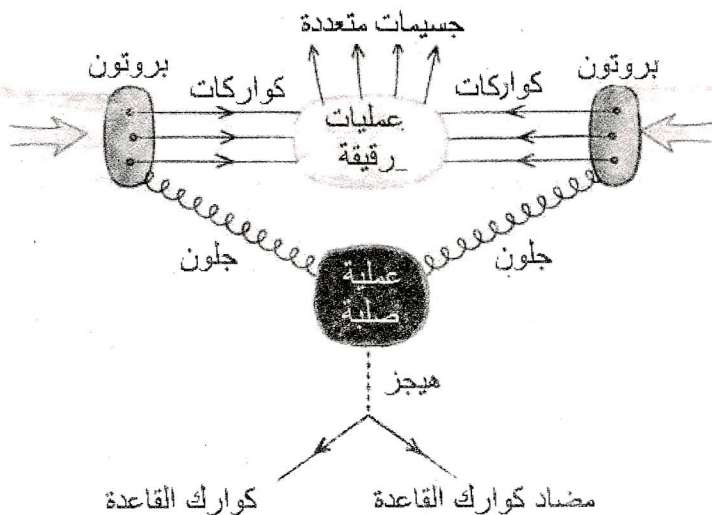 جسيمات متعددة
بروتون
بروتون
كواركات
كواركات
عمليات
رقيقة
جلون
جلون
عملية
صلبة
هيجز
مضاد كوارك القاعدة
كوارك القاعدة